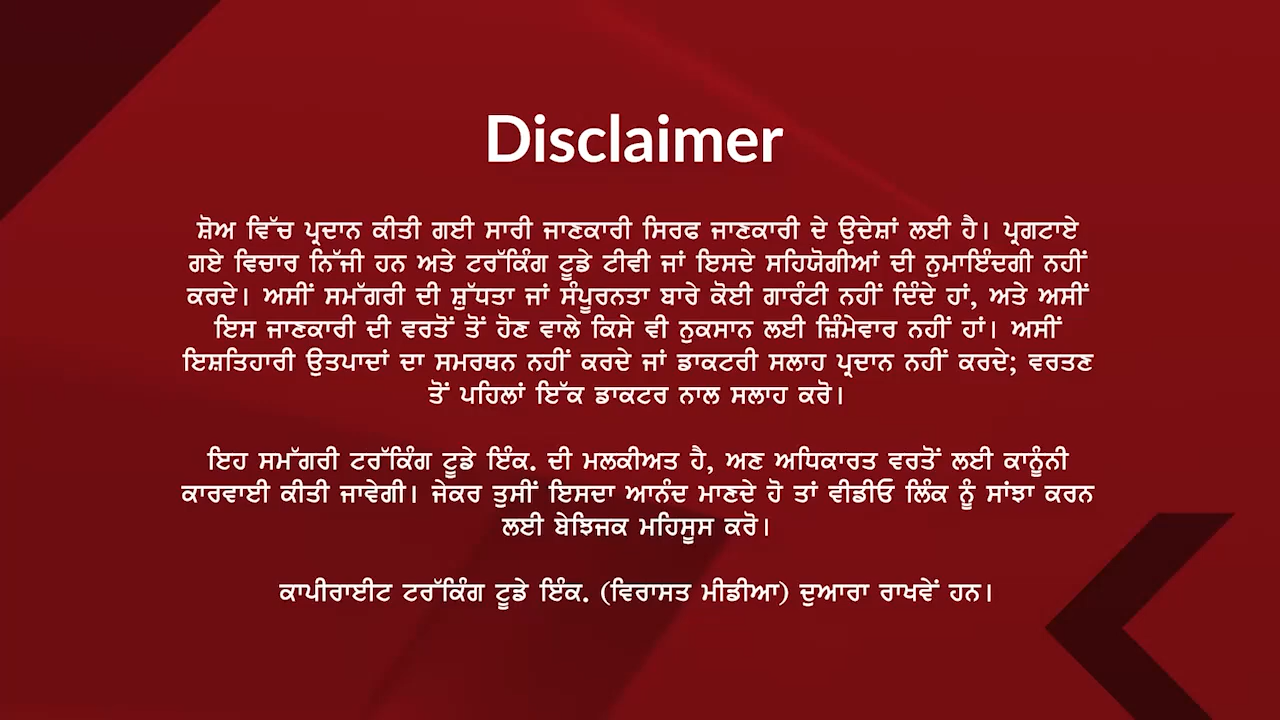 Disclaimer
ਸ਼ੋਅ ਵਿੱਚ ਪ੍ਰਦਾਨ ਕੀਤੀ ਗਈ ਸਾਰੀ ਜਾਣਕਾਰੀ ਸਿਰਫ ਜਾਣਕਾਰੀ ਦੇ ਉਦੇਸ਼ਾਂ ਲਈ ਹੈ। ਪ੍ਰਗਟਾਏ
ਗਏ ਵਿਚਾਰ ਨਿੱਜੀ ਹਨ ਅਤੇ ਟਰੱਕਿੰਗ ਟੂਡੇ ਟੀਵੀ ਜਾਂ ਇਸਦੇ ਸਹਿਯੋਗੀਆਂ ਦੀ ਨੁਮਾਇੰਦਗੀ ਨਹੀਂ
ਕਰਦੇ। ਅਸੀਂ ਸਮੱਗਰੀ ਦੀ ਸ਼ੁੱਧਤਾ ਜਾਂ ਸੰਪੂਰਨਤਾ ਬਾਰੇ ਕੋਈ ਗਾਰੰਟੀ ਨਹੀਂ ਦਿੰਦੇ ਹਾਂ, ਅਤੇ ਅਸੀਂ
ਇਸ ਜਾਣਕਾਰੀ ਦੀ ਵਰਤੋਂ ਤੋਂ ਹੋਣ ਵਾਲੇ ਕਿਸੇ ਵੀ ਨੁਕਸਾਨ ਲਈ ਜ਼ਿੰਮੇਵਾਰ ਨਹੀਂ ਹਾਂ। ਅਸੀਂ
ਇਸ਼ਤਿਹਾਰੀ ਉਤਪਾਦਾਂ ਦਾ ਸਮਰਥਨ ਨਹੀਂ ਕਰਦੇ ਜਾਂ ਡਾਕਟਰੀ ਸਲਾਹ ਪ੍ਰਦਾਨ ਨਹੀਂ ਕਰਦੇ; ਵਰਤਣ
ਤੋਂ ਪਹਿਲਾਂ ਇੱਕ ਡਾਕਟਰ ਨਾਲ ਸਲਾਹ ਕਰੋ।
ਇਹ ਸਮੱਗਰੀ ਟਰੱਕਿੰਗ ਟੂਡੇ ਇੰਕ. ਦੀ ਮਲਕੀਅਤ ਹੈ, ਅਣ ਅਧਿਕਾਰਤ ਵਰਤੋਂ ਲਈ ਕਾਨੂੰਨੀ
ਕਾਰਵਾਈ ਕੀਤੀ ਜਾਵੇਗੀ। ਜੇਕਰ ਤੁਸੀਂ ਇਸਦਾ ਆਨੰਦ ਮਾਣਦੇ ਹੋ ਤਾਂ ਵੀਡੀਓ ਲਿੰਕ ਨੂੰ ਸਾਂਝਾ ਕਰਨ
ਲਈ ਬੇਝਿਜਕ ਮਹਿਸੂਸ ਕਰੋ।
ਕਾਪੀਰਾਈਟ ਟਰੱਕਿੰਗ ਟੂਡੇ ਇੰਕ. (ਵਿਰਾਸਤ ਮੀਡੀਆ) ਦੁਆਰਾ ਰਾਖਵੇਂ ਹਨ।